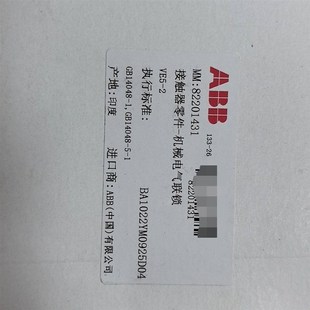 ABB
133-26
MM:82201431
82201431
接触器零件-机械电气联锁
VE5-2
执行标准:
BA1022YM0925D04
GB14048-1,GB14048-5-1
产地:印度
进口商:ABB(中国)有限公司